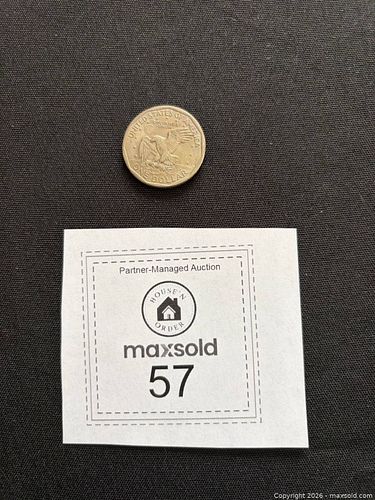 UNITED STATES OF AMERICA
ONE DOLLAR
Partner-Managed Auction
HOUSE'N
ORDER
maxsold
57
Copyright 2026 - maxsold.com